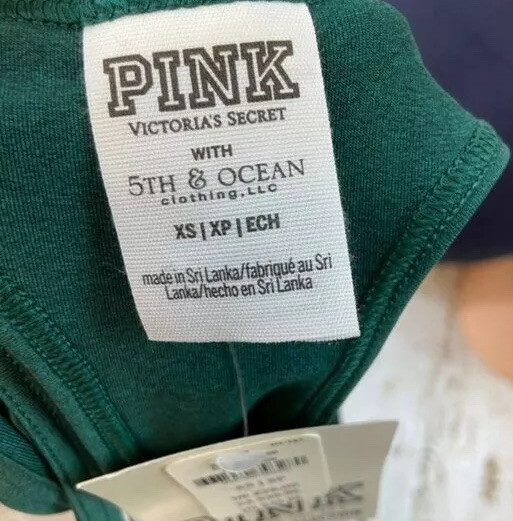 PINK
VICTORIA'S SECRET
WITH
5TH & OCEAN
clothing,LLC
XS | XP | ECH
made in Sri Lanka/fabriqué au Sri
Lanka/hecho en Sri Lanka